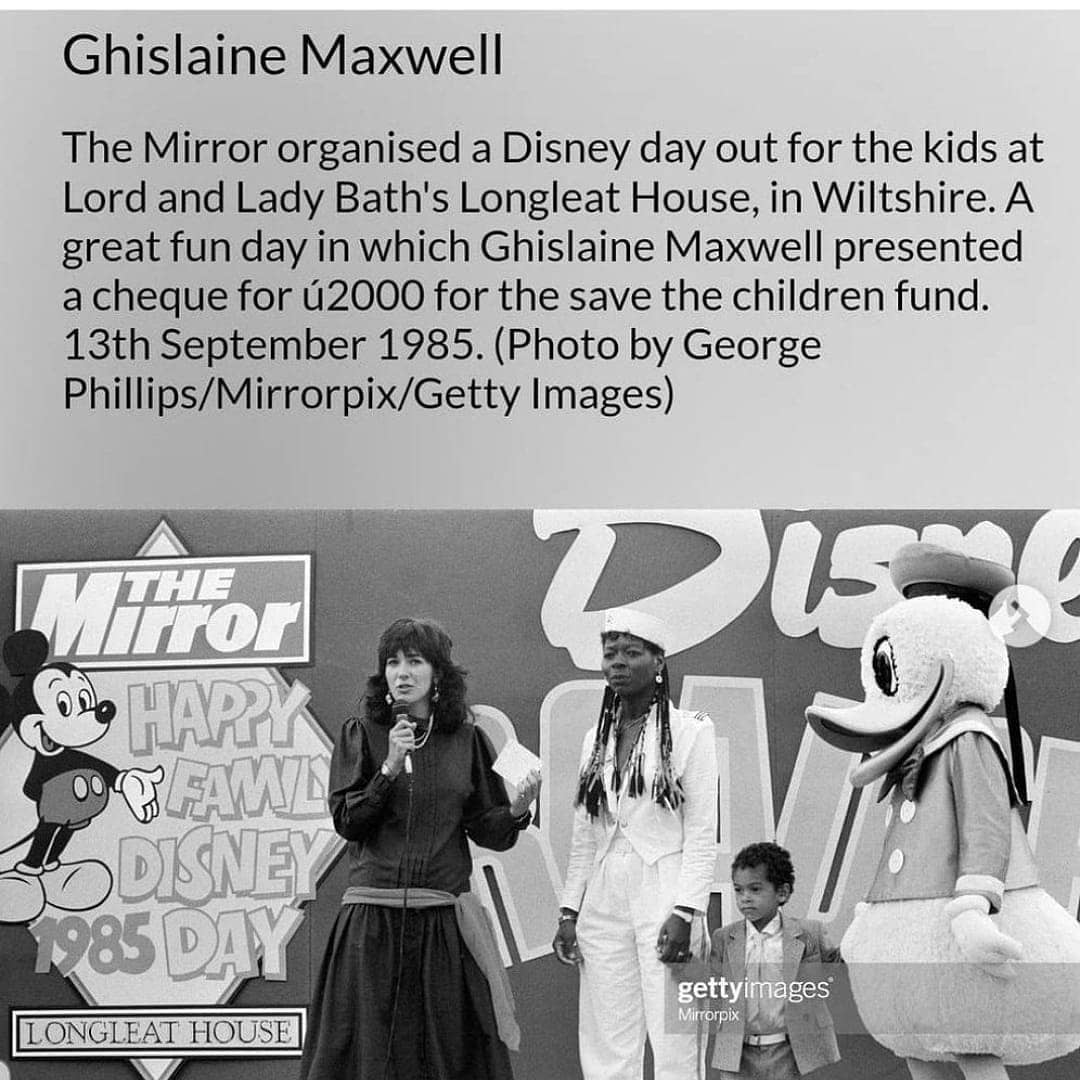 Ghislaine Maxwell
The Mirror organised a Disney day out for the kids at
Lord and Lady Bath's Longleat House, in Wiltshire. A
great fun day in which Ghislaine Maxwell presented
a cheque for ú2000 for the save the children fund.
13th September 1985. (Photo by George
Phillips/Mirrorpix/Getty Images)
THE
Mirror
HAPPY
FAMILY
DISNEY
1985 DAY
LONGLEAT HOUSE
Disne
gettyimages®
Mirrorpix